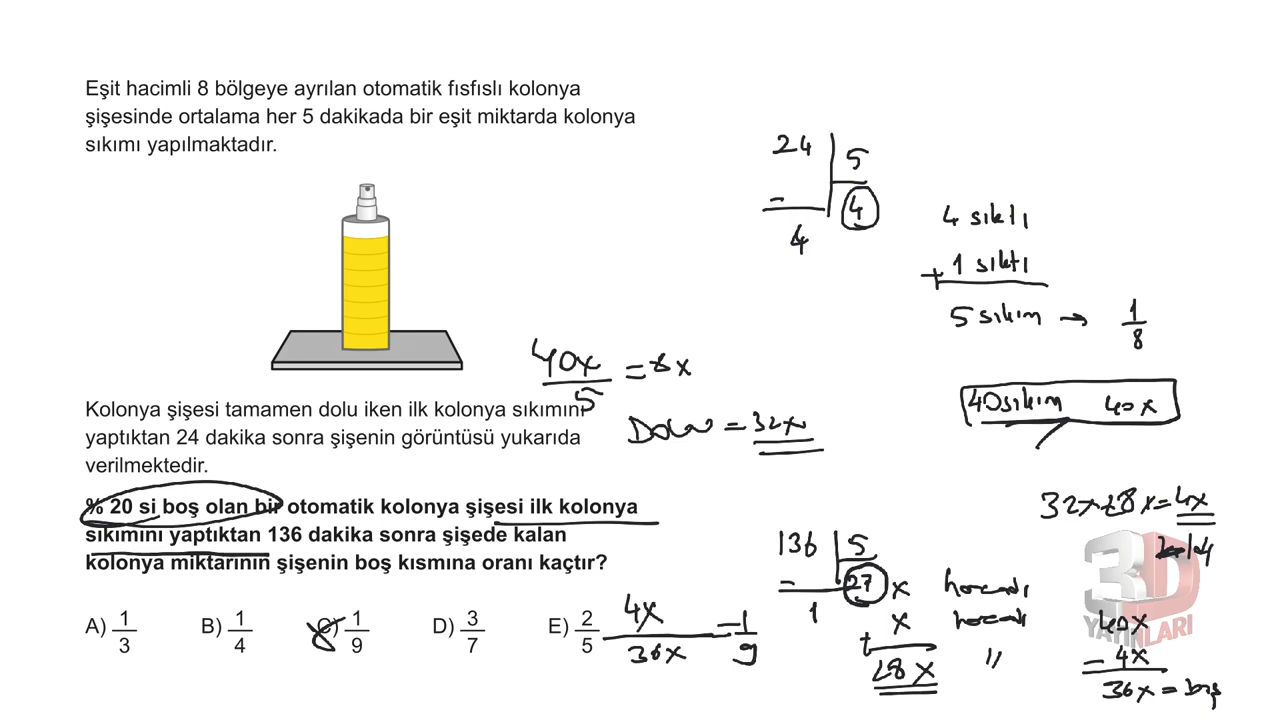 Eşit hacimli 8 bölgeye ayrılan otomatik fısfıslı kolonya
şişesinde ortalama her 5 dakikada bir eşit miktarda kolonya
sıkımı yapılmaktadır.
24 | 5
- 4
4
4 sıktı
+ 1 sıktı
5 sıkım → 1/8
40x/5 = 8x
40sıkım 40x
Dolu = 32x
Kolonya şişesi tamamen dolu iken ilk kolonya sıkımını
yaptıktan 24 dakika sonra şişenin görüntüsü yukarıda
verilmektedir.
% 20 si boş olan bir otomatik kolonya şişesi ilk kolonya
sıkımını yaptıktan 136 dakika sonra şişede kalan
kolonya miktarının şişenin boş kısmına oranı kaçtır?
32x-28x=4x
136 | 5
- 27 x harcadı
1
+ x harcadı
28x "
40x
- 4x
36x = boş
A) 1/3 B) 1/4 C) 1/9 D) 3/7 E) 2/5
4x/36x = 1/9
3D
YAYINLARI